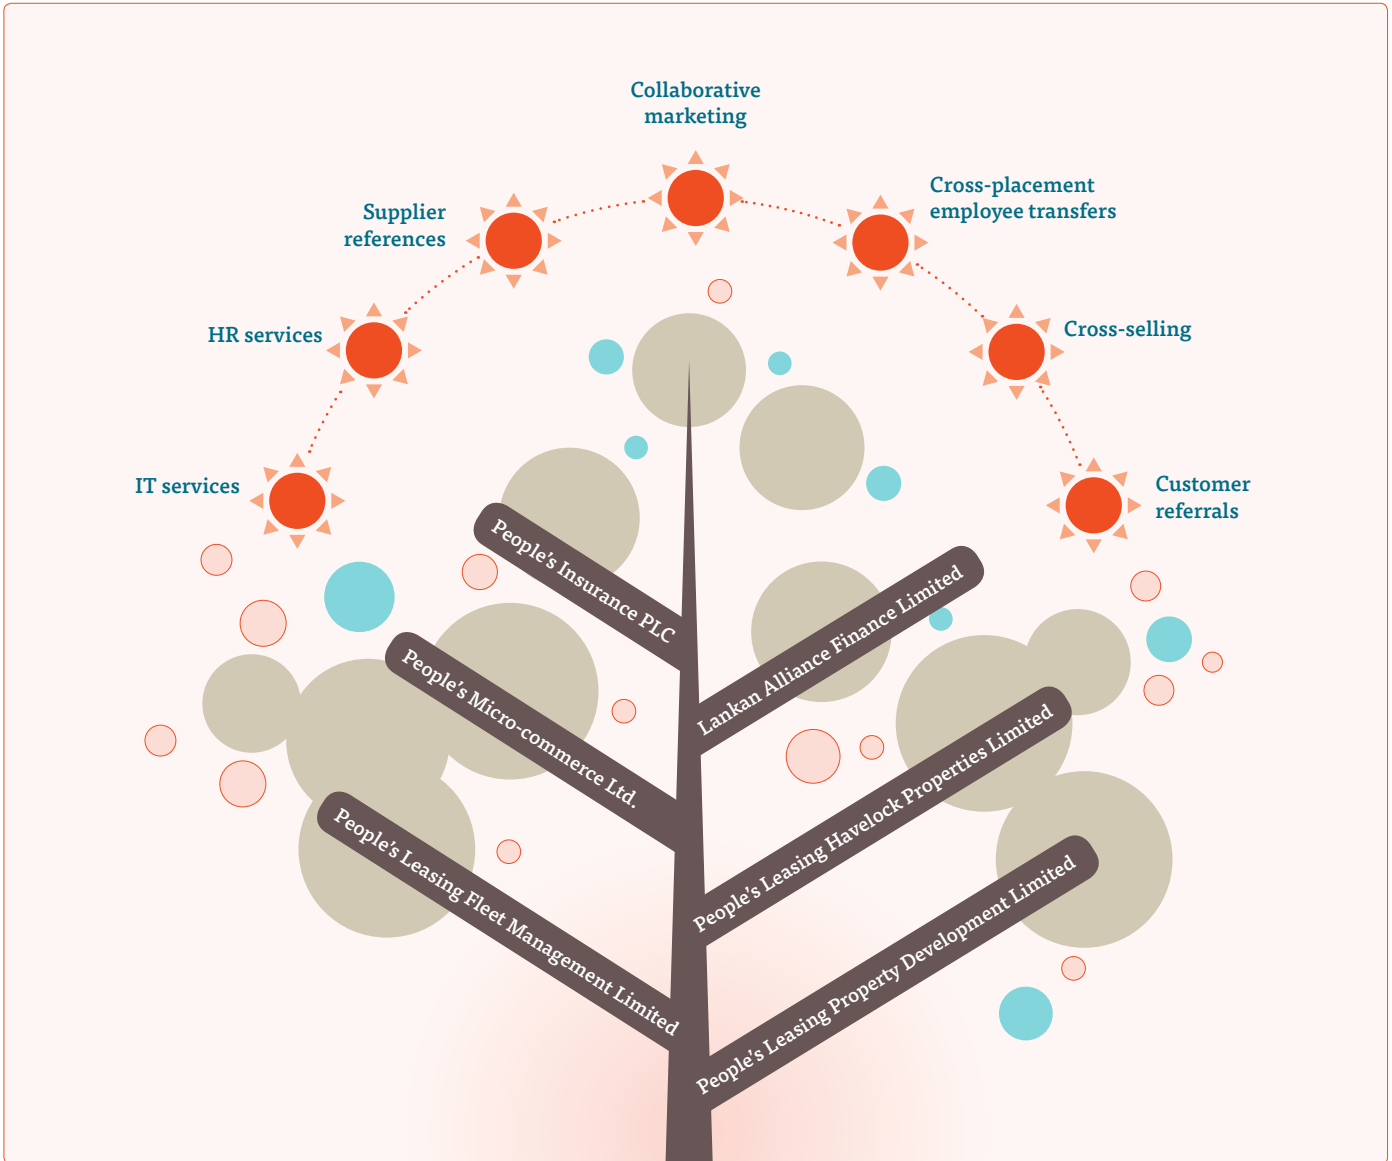 Collaborative
marketing
Supplier
references
Cross-placement
employee transfers
HR services
Cross-selling
IT services
Customer
referrals
People's Insurance PLC
Lankan Alliance Finance Limited
People's Micro-commerce Ltd.
People's Leasing Havelock Properties Limited
People's Leasing Fleet Management Limited
People's Leasing Property Development Limited